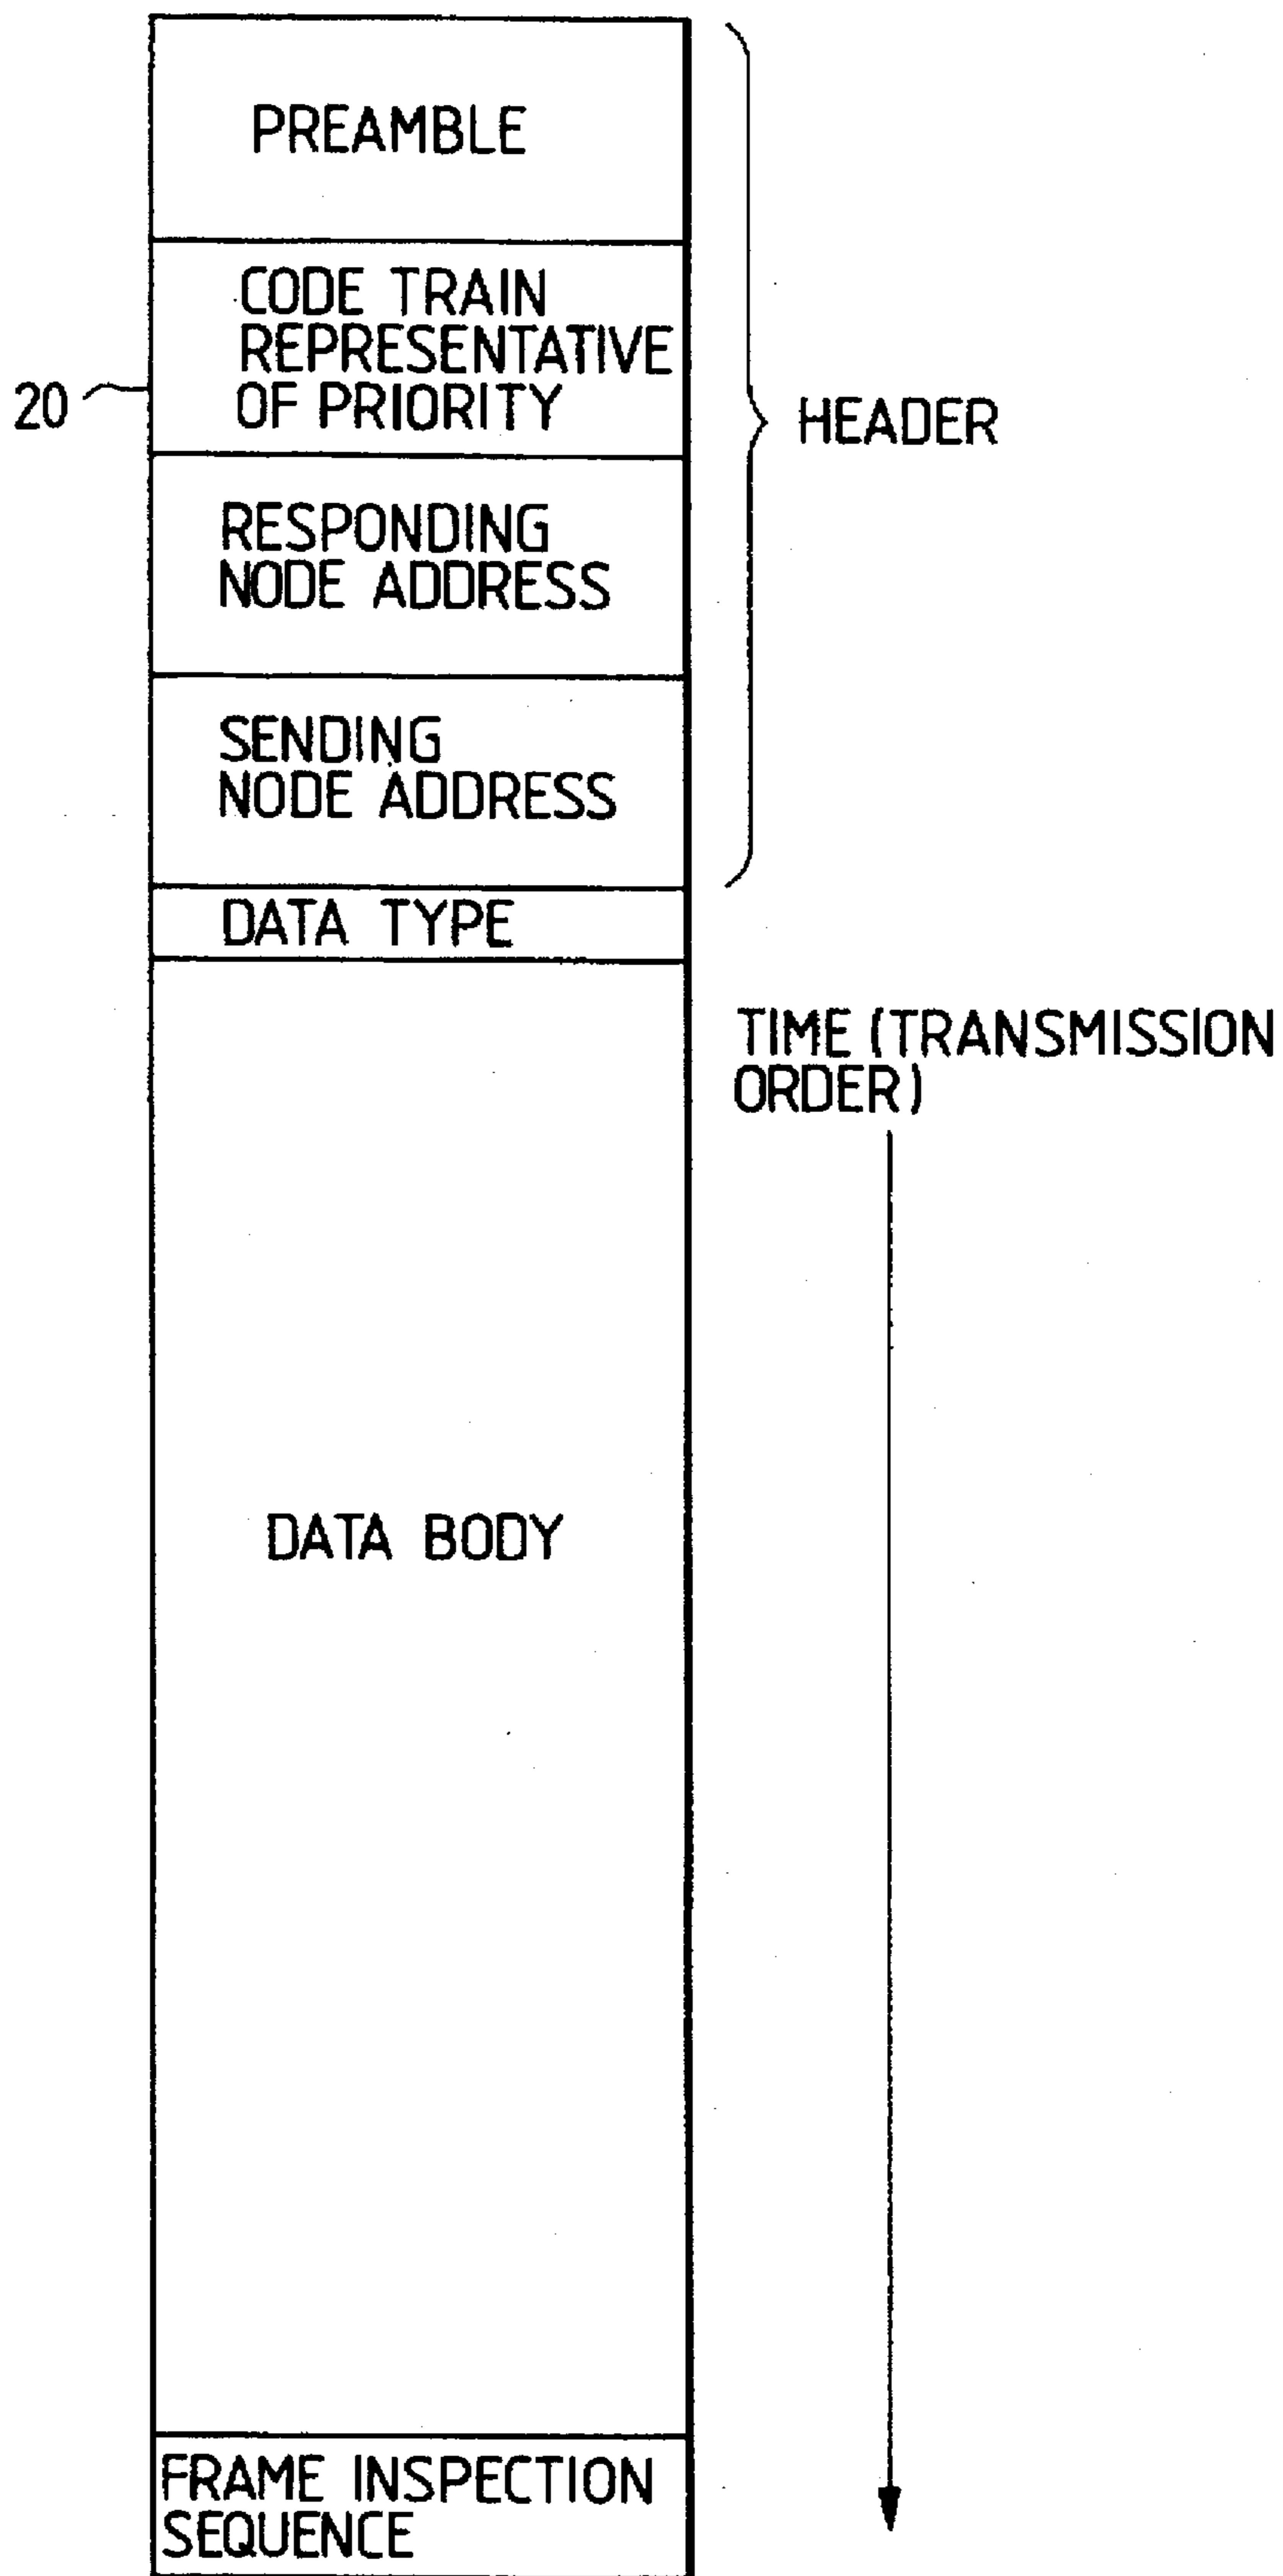 PREAMBLE
CODE TRAIN
REPRESENTATIVE
OF PRIORITY
20
HEADER
RESPONDING
NODE ADDRESS
SENDING
NODE ADDRESS
DATA TYPE
TIME (TRANSMISSION
ORDER)
DATA BODY
FRAME INSPECTION
SEQUENCE